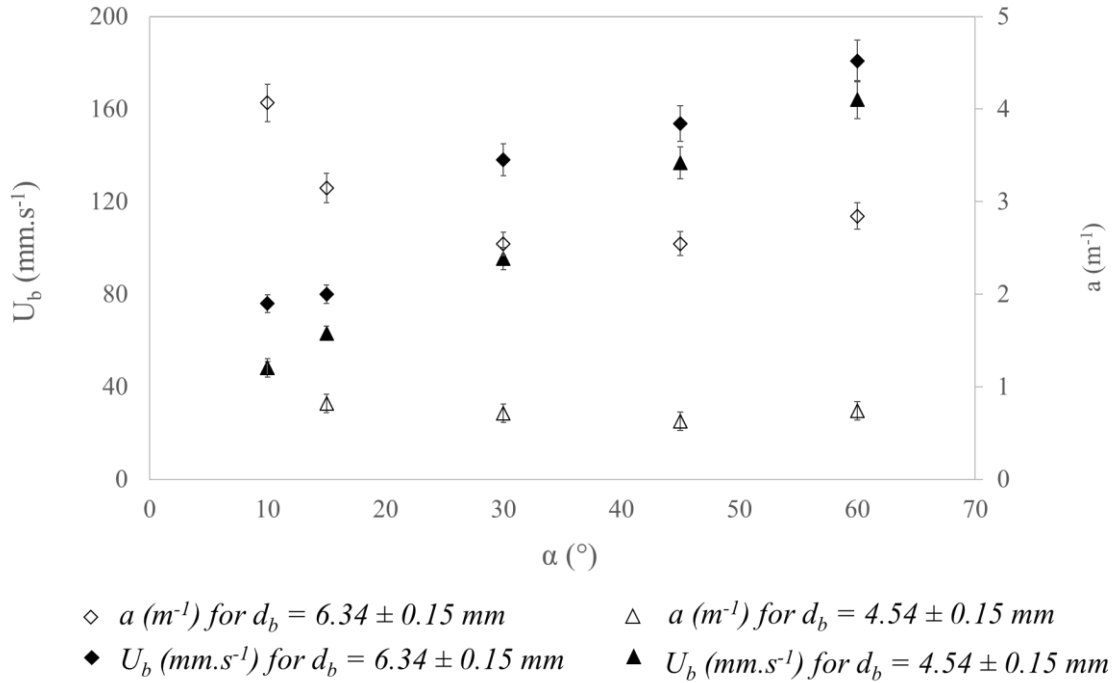 200
160
120
80
40
0
U_b (mm.s⁻¹)
5
4
3
2
1
0
a (m⁻¹)
0 10 20 30 40 50 60 70
α (°)
a (m⁻¹) for d_b = 6.34 ± 0.15 mm
a (m⁻¹) for d_b = 4.54 ± 0.15 mm
U_b (mm.s⁻¹) for d_b = 6.34 ± 0.15 mm
U_b (mm.s⁻¹) for d_b = 4.54 ± 0.15 mm